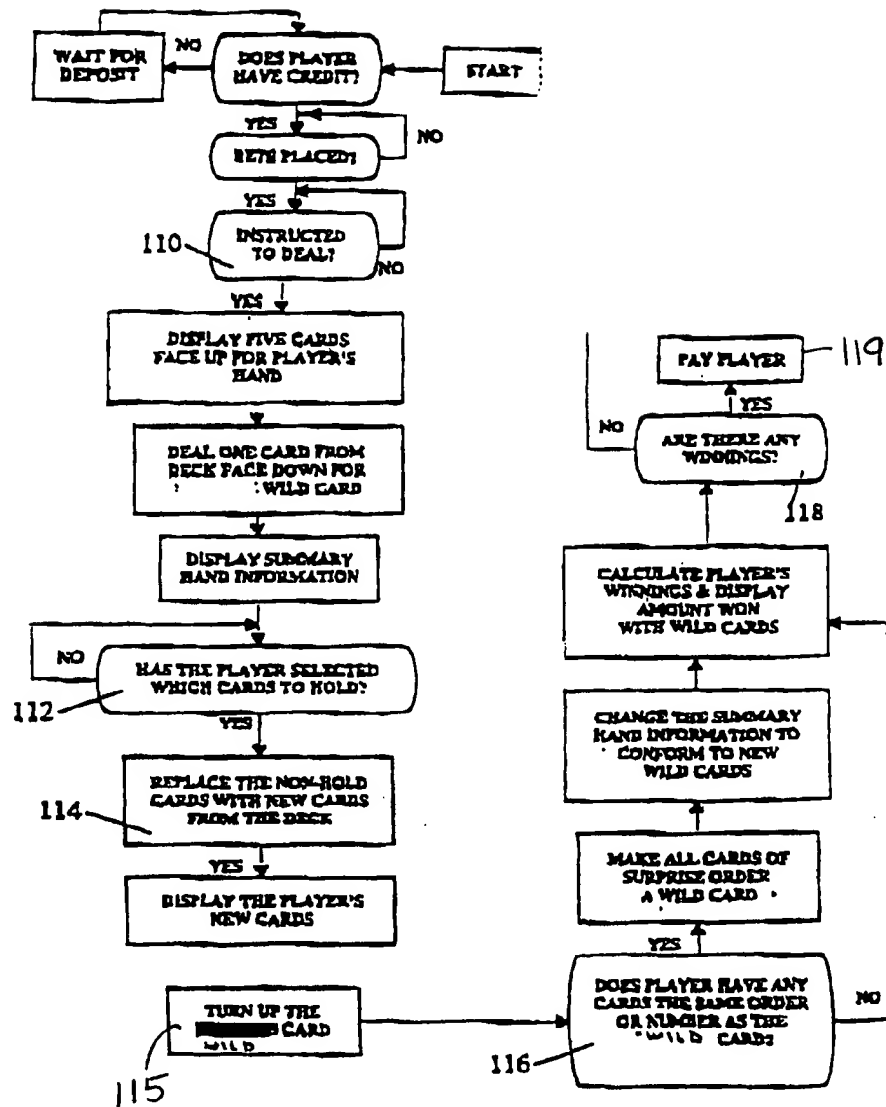 WAIT FOR
DEPOSIT
NO
DOES PLAYER
HAVE CREDIT?
START
YES
NO
BETS PLACED?
YES
110
INSTRUCTED
TO DEAL?
NO
YES
DISPLAY FIVE CARDS
FACE UP FOR PLAYER'S
HAND
DEAL ONE CARD FROM
DECK FACE DOWN FOR
WILD CARD
DISPLAY SUMMARY
HAND INFORMATION
NO
HAS THE PLAYER SELECTED
WHICH CARDS TO HOLD?
112
YES
REPLACE THE NON-HOLD
CARDS WITH NEW CARDS
FROM THE DECK
114
YES
DISPLAY THE PLAYER'S
NEW CARDS
TURN UP THE
CARD
WILD
115
DOES PLAYER HAVE ANY
CARDS THE SAME ORDER
OR NUMBER AS THE
WILD CARD?
116
NO
YES
MAKE ALL CARDS OF
SURPRISE ORDER
A WILD CARD
CHANGE THE SUMMARY
HAND INFORMATION TO
CONFORM TO NEW
WILD CARDS
CALCULATE PLAYER'S
WINNINGS & DISPLAY
AMOUNT WON
WITH WILD CARDS
ARE THERE ANY
WINNINGS?
118
NO
YES
PAY PLAYER
119